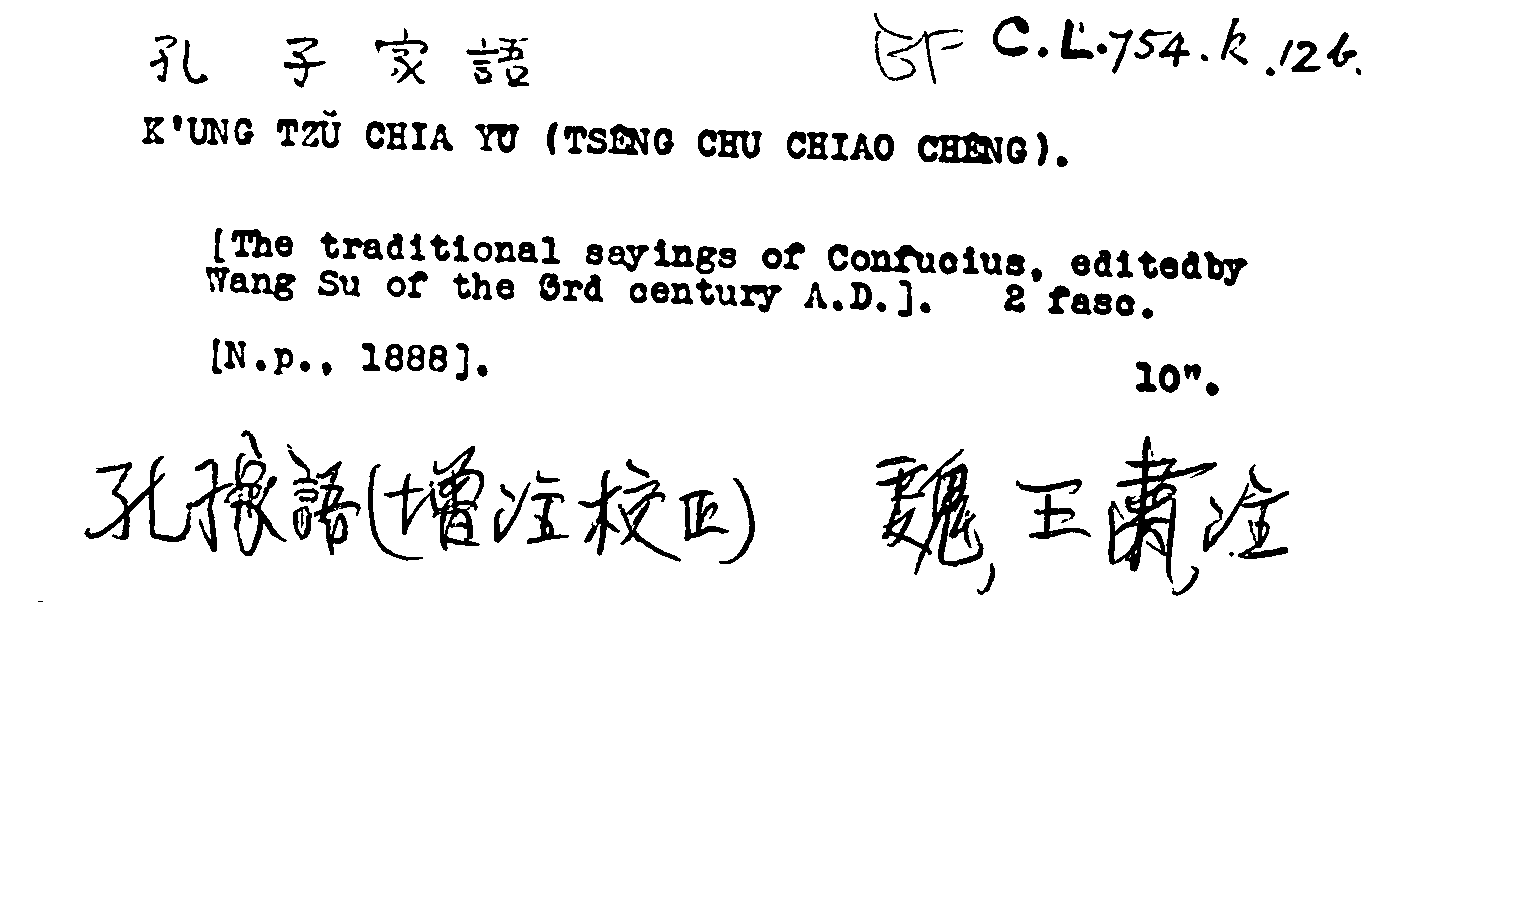 孔子家語 BF C.L.754.k.126.
K'UNG TZŬ CHIA YÜ (TSÊNG CHU CHIAO CHÊNG).
[The traditional sayings of Confucius, editedby
Wang Su of the 3rd century A.D.]. 2 fasc.
[N.p., 1888].
10".
孔子家語(增注校正) 魏, 王肅, 注